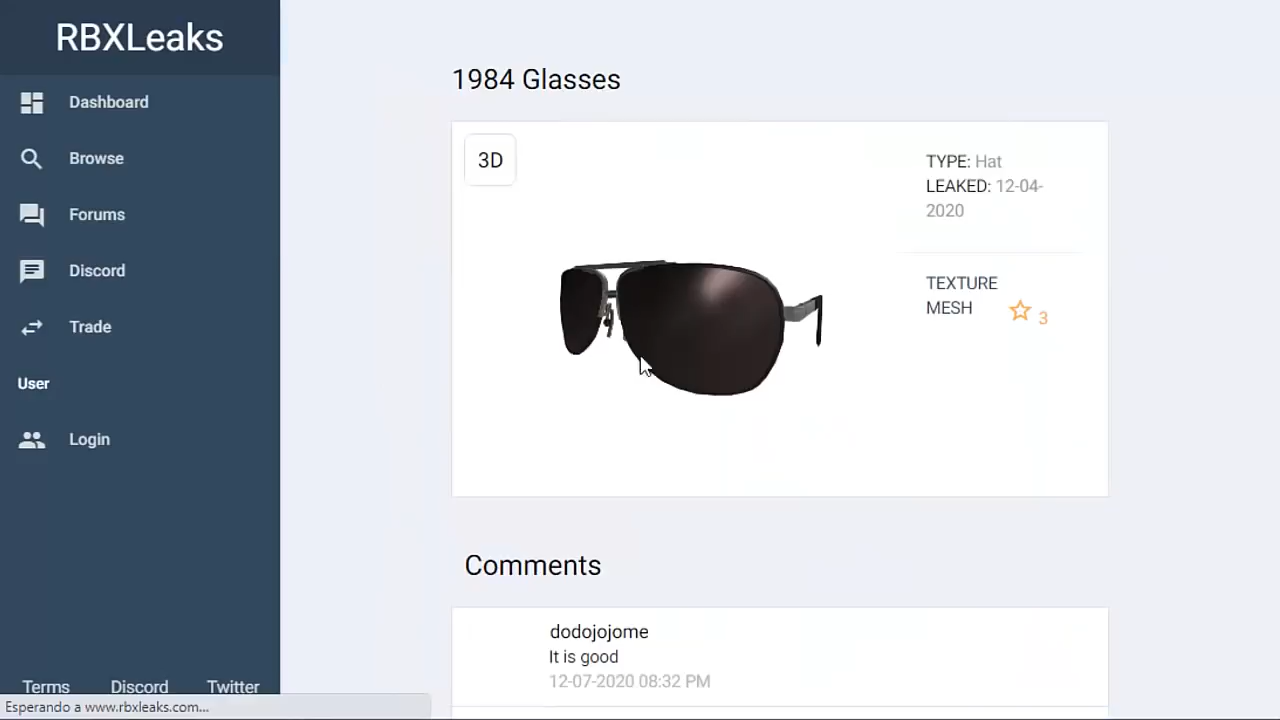 RBXLeaks
Dashboard
Browse
Forums
Discord
Trade
User
Login
Terms Discord Twitter
Esperando a www.rbxleaks.com...
1984 Glasses
3D
TYPE: Hat
LEAKED: 12-04-
2020
TEXTURE
MESH
3
Comments
dodojojome
It is good
12-07-2020 08:32 PM